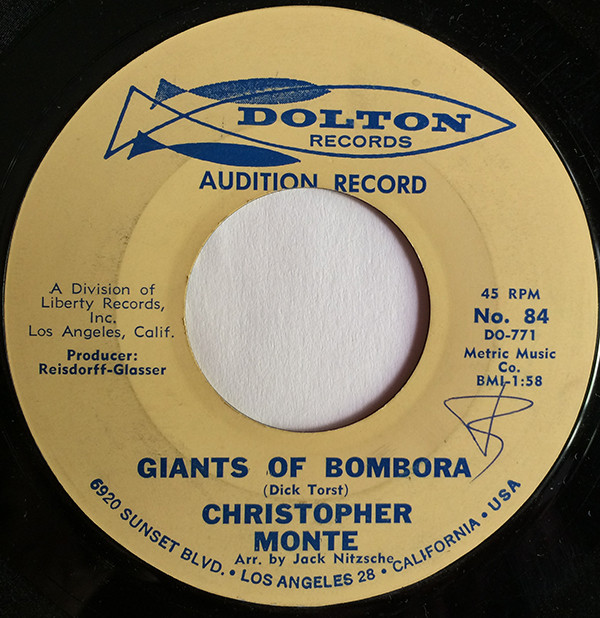 DOLTON
RECORDS
AUDITION RECORD
A Division of
Liberty Records,
Inc.
Los Angeles, Calif.
Producer:
Reisdorff-Glasser
45 RPM
No. 84
DO-771
Metric Music
Co.
BMI-1:58
GIANTS OF BOMBORA
(Dick Torst)
CHRISTOPHER
MONTE
Arr. by Jack Nitzsche
6920 SUNSET BLVD. • LOS ANGELES 28 • CALIFORNIA • USA